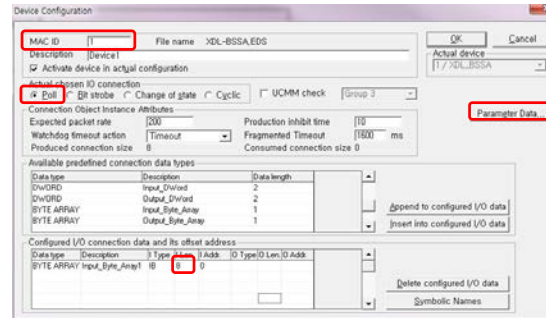 Device Configuration
MAC ID 1 File name XDL-BSSA.EDS
Description Device1
Activate device in actual configuration
OK Cancel
Actual device
1 / XDL_BSSA
Actual chosen IO connection
Poll Bit strobe Change of state Cyclic UCMM check Group 3
Parameter Data...
Connection Object Instance Attributes
Expected packet rate 200 Production inhibit time 10
Watchdog timeout action Timeout Fragmented Timeout 1600 ms
Produced connection size 8 Consumed connection size 0
Available predefined connection data types
Data type Description Data length
DWORD Input_DWord 2
DWORD Output_DWord 2
BYTE ARRAY Input_Byte_Array 1
BYTE ARRAY Output_Byte_Array 1
Append to configured I/O data
Insert into configured I/O data
Configured I/O connection data and its offset address
Data type Description I Type I Len. I Addr. O Type O Len. O Addr.
BYTE ARRAY Input_Byte_Array1 IB 8 0
Delete configured I/O data
Symbolic Names